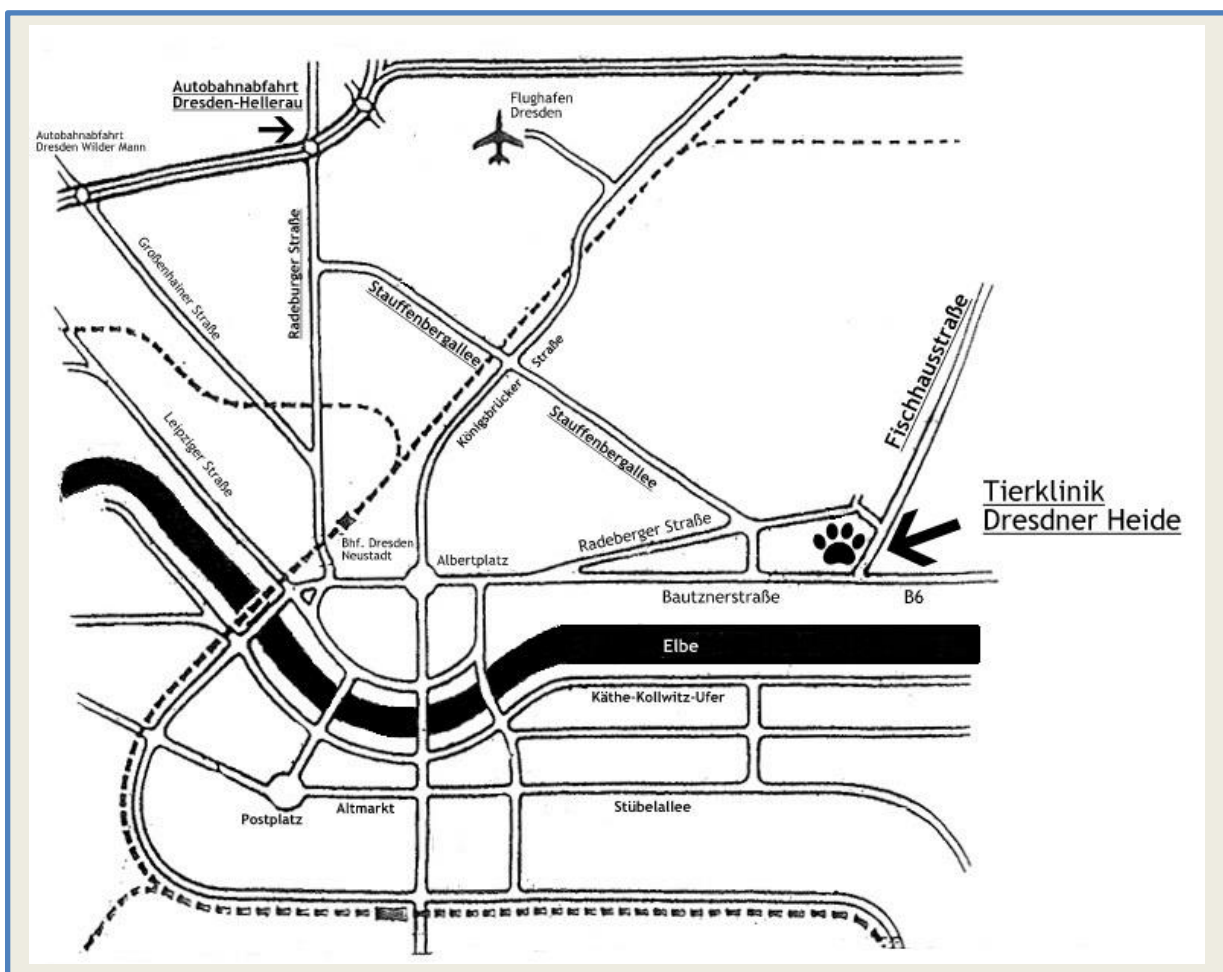 Autobahnabfahrt
Dresden-Hellerau
Flughafen
Dresden
Autobahnabfahrt
Dresden Wilder Mann
Großenhainer Straße
Radeburger Straße
Stauffenbergallee
Königsbrücker
Straße
Stauffenbergallee
Fischhausstraße
Leipziger Straße
Tierklinik
Dresdner Heide
Radeberger Straße
Bhf. Dresden
Neustadt
Albertplatz
Bautznerstraße
B6
Elbe
Käthe-Kollwitz-Ufer
Postplatz
Altmarkt
Stübelallee